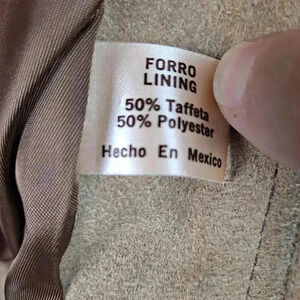 FORRO
LINING
50% Taffeta
50% Polyester
Hecho En Mexico